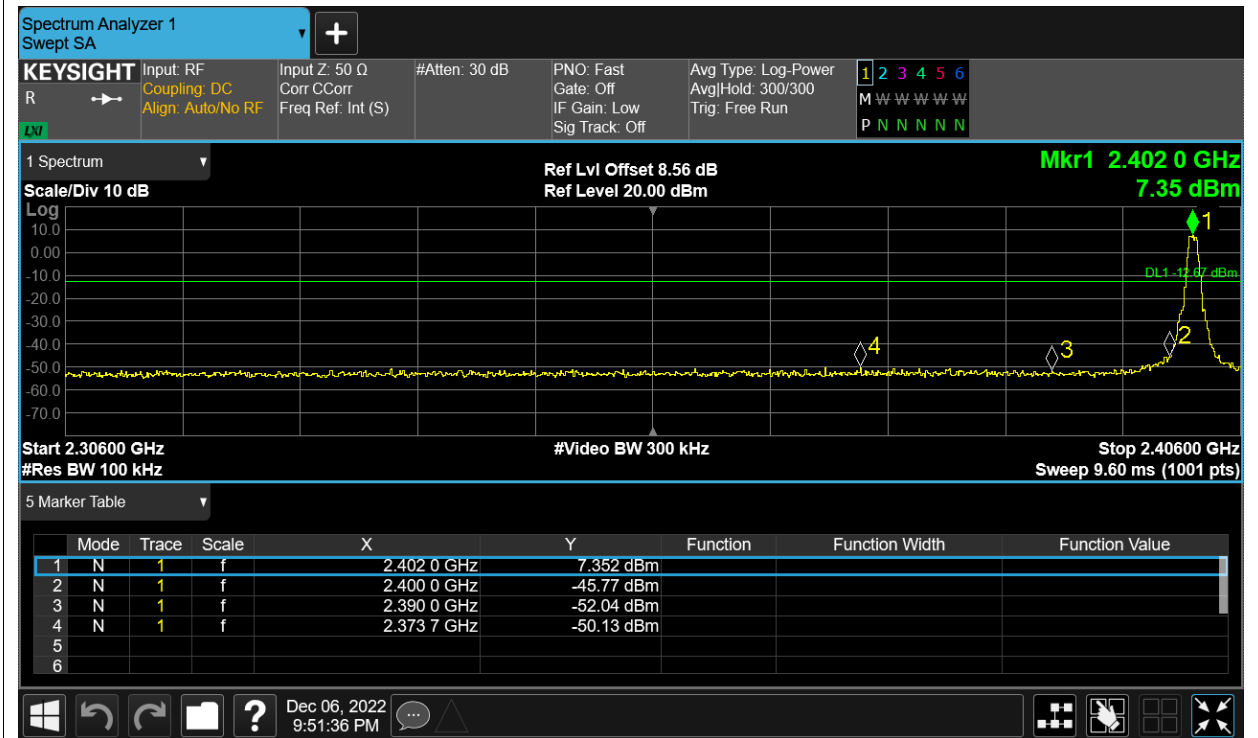 Spectrum Analyzer 1
Swept SA
+
KEYSIGHT Input: RF Input Z: 50 Ω #Atten: 30 dB PNO: Fast Avg Type: Log-Power 1 2 3 4 5 6
R Coupling: DC Corr CCorr Gate: Off Avg|Hold: 300/300 M W W W W W
Align: Auto/No RF Freq Ref: Int (S) IF Gain: Low Trig: Free Run
LXI Sig Track: Off P N N N N N N
1 Spectrum Ref Lvl Offset 8.56 dB Mkr1 2.402 0 GHz
Scale/Div 10 dB Ref Level 20.00 dBm 7.35 dBm
Log
1
10.0
0.00
-10.0 DL1 -12.67 dBm
-20.0
-30.0
-40.0 4 3 2
-50.0
-60.0
-70.0
Start 2.30600 GHz #Video BW 300 kHz Stop 2.40600 GHz
#Res BW 100 kHz Sweep 9.60 ms (1001 pts)
5 Marker Table
Mode Trace Scale X Y Function Function Width Function Value
1 N 1 f 2.402 0 GHz 7.352 dBm
2 N 1 f 2.400 0 GHz -45.77 dBm
3 N 1 f 2.390 0 GHz -52.04 dBm
4 N 1 f 2.373 7 GHz -50.13 dBm
5
6
? Dec 06, 2022
9:51:36 PM